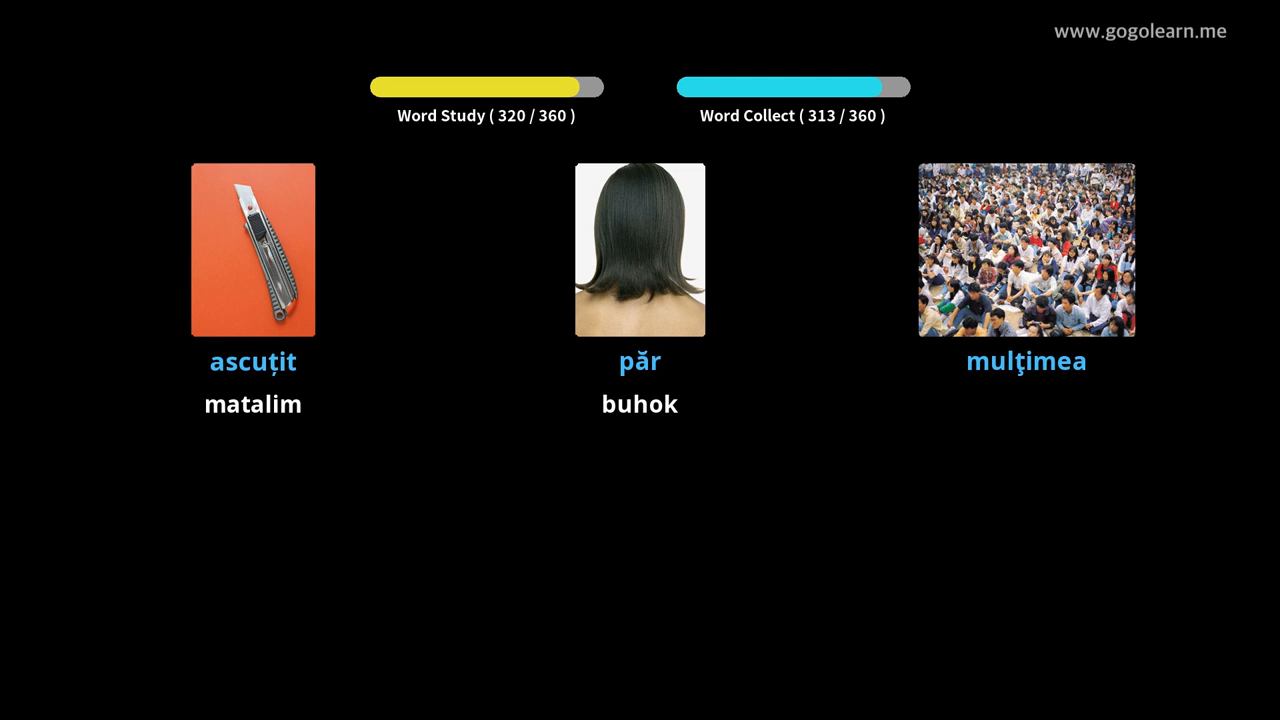 www.gogolearn.me
Word Study ( 320 / 360 )
Word Collect ( 313 / 360 )
ascuțit
păr
mulţimea
matalim
buhok